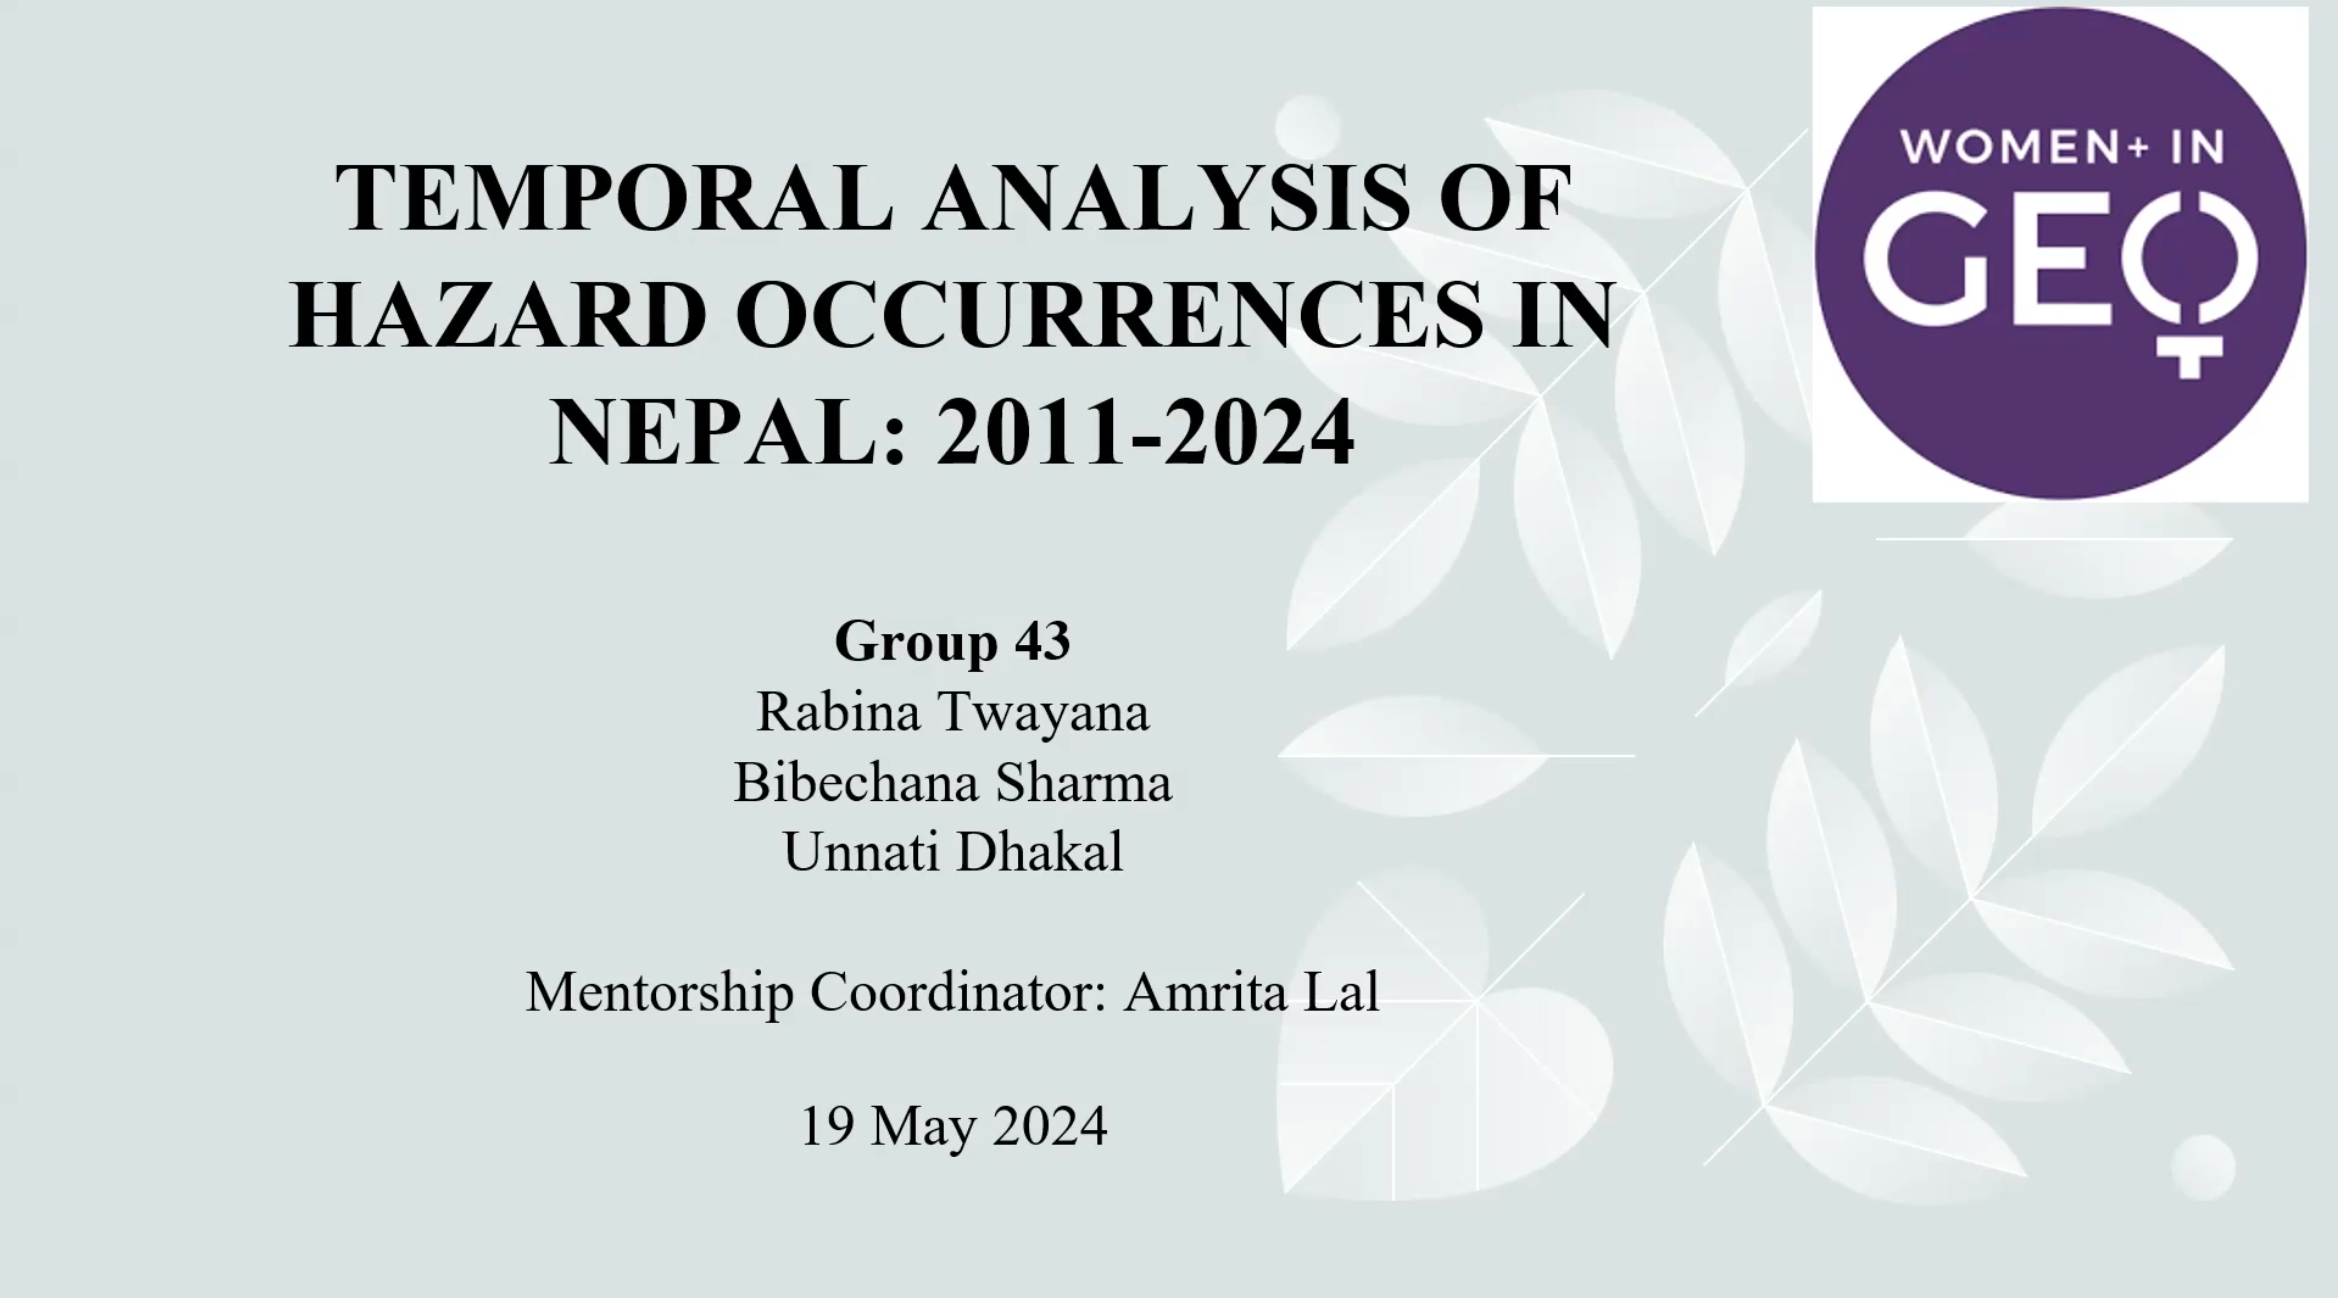 TEMPORAL ANALYSIS OF
HAZARD OCCURRENCES IN
NEPAL: 2011-2024
WOMEN+ IN
GEO
Group 43
Rabina Twayana
Bibechana Sharma
Unnati Dhakal
Mentorship Coordinator: Amrita Lal
19 May 2024